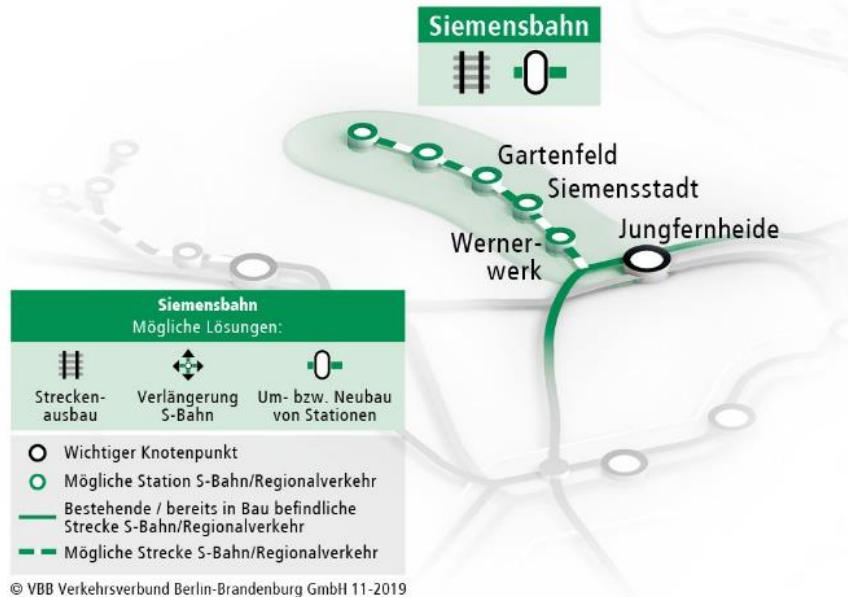 Siemensbahn
Gartenfeld
Siemensstadt
Jungfernheide
Werner-
werk
Siemensbahn
Mögliche Lösungen:
Strecken-
ausbau
Verlängerung
S-Bahn
Um- bzw. Neubau
von Stationen
Wichtiger Knotenpunkt
Mögliche Station S-Bahn/Regionalverkehr
Bestehende / bereits in Bau befindliche
Strecke S-Bahn/Regionalverkehr
Mögliche Strecke S-Bahn/Regionalverkehr
© VBB Verkehrsverbund Berlin-Brandenburg GmbH 11-2019